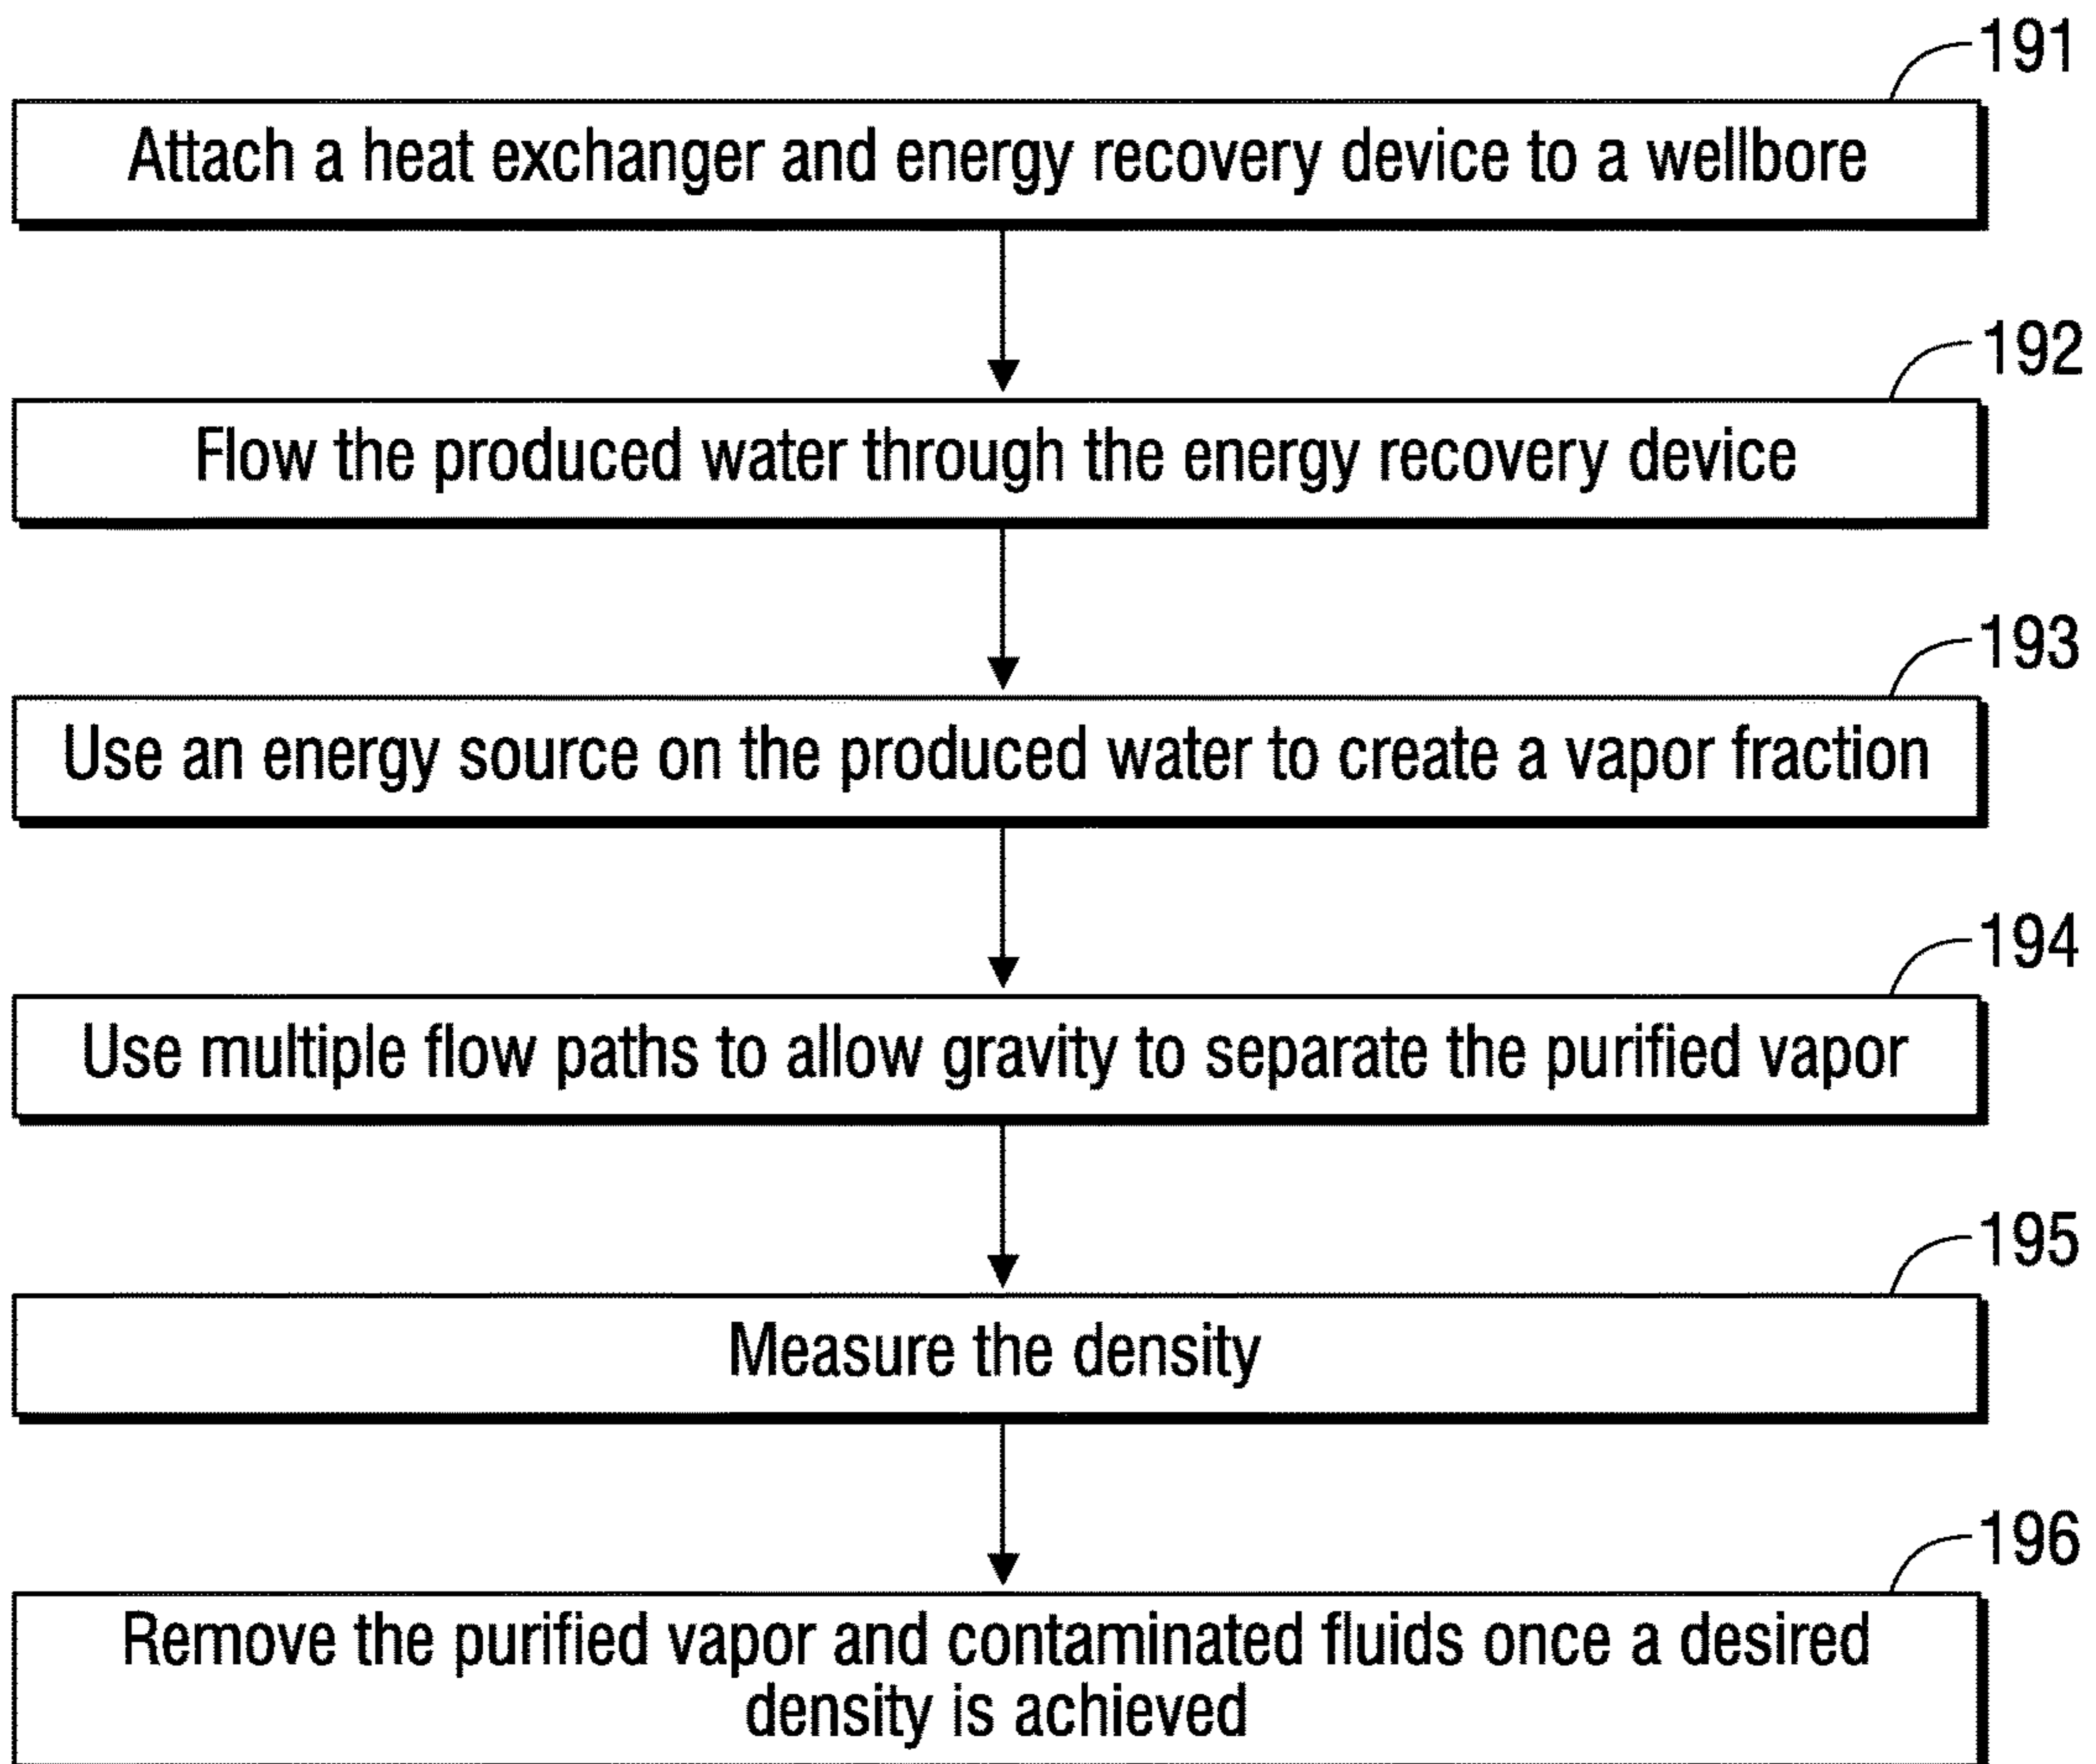 191
Attach a heat exchanger and energy recovery device to a wellbore
192
Flow the produced water through the energy recovery device
193
Use an energy source on the produced water to create a vapor fraction
194
Use multiple flow paths to allow gravity to separate the purified vapor
195
Measure the density
196
Remove the purified vapor and contaminated fluids once a desired
density is achieved